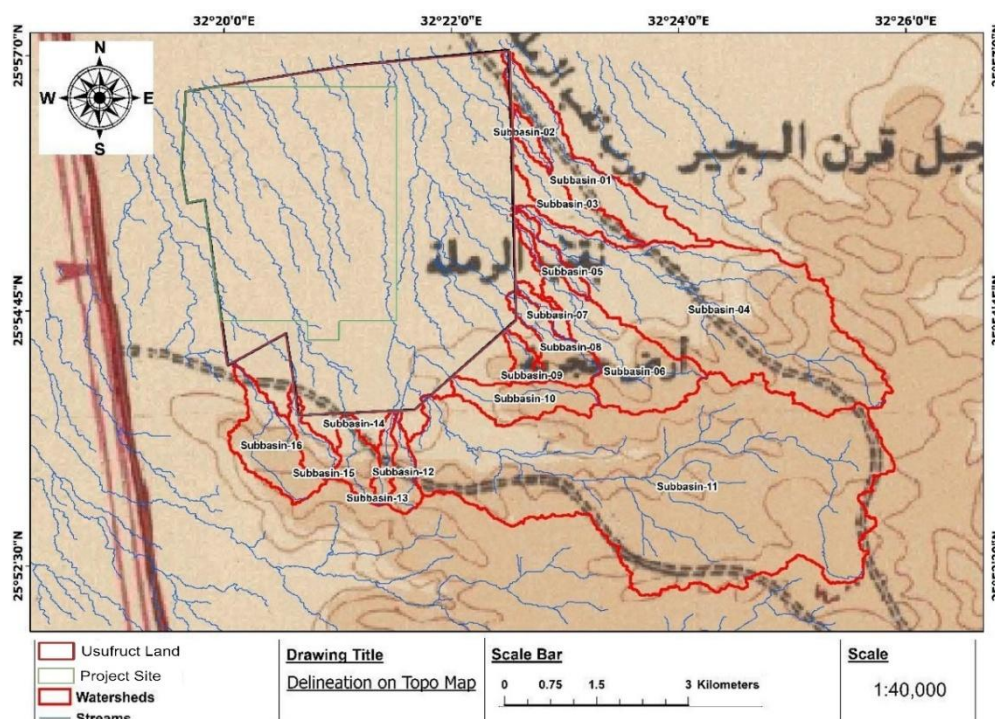 32°20'0"E 32°22'0"E 32°24'0"E 32°26'0"E
N
W E
S
25°57'0"N
25°54'45"N
25°52'30"N
جبل قرن الجير
نقب الرملة
Subbasin-02
Subbasin-01
Subbasin-03
Subbasin-05
Subbasin-04
Subbasin-07
Subbasin-08
Subbasin-06
Subbasin-09
Subbasin-10
Subbasin-14
Subbasin-16
Subbasin-15
Subbasin-12
Subbasin-11
Subbasin-13
Usufruct Land
Project Site
Watersheds
Streams
Drawing Title
Delineation on Topo Map
Scale Bar
0 0.75 1.5 3 Kilometers
Scale
1:40,000